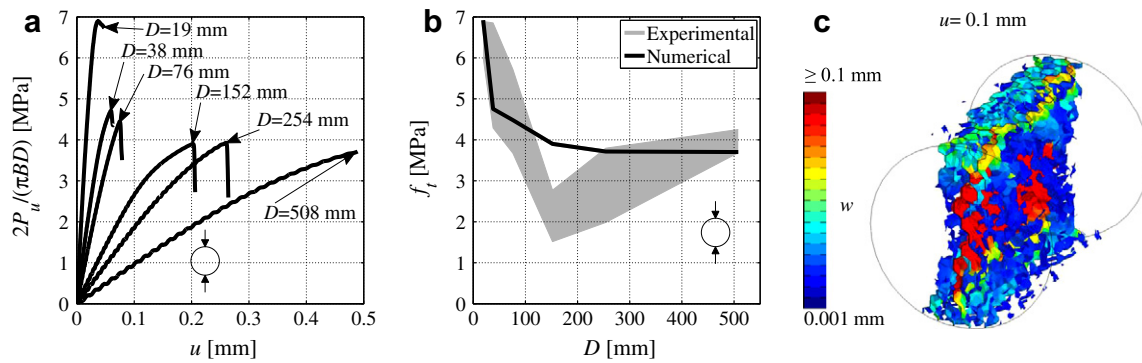 a
2P_u/(πBD) [MPa]
7
6
5
4
3
2
1
0
0
0.1
0.2
0.3
0.4
0.5
u [mm]
D=19 mm
D=38 mm
D=76 mm
D=152 mm
D=254 mm
D=508 mm
b
f_t [MPa]
7
6
5
4
3
2
1
0
0
100
200
300
400
500
D [mm]
Experimental
Numerical
c
u= 0.1 mm
≥ 0.1 mm
w
0.001 mm